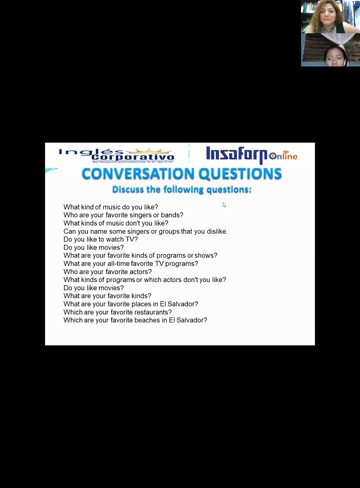 Inglés
Corporativo
Insaforp Online
CONVERSATION QUESTIONS
Discuss the following questions:
What kind of music do you like?
Who are your favorite singers or bands?
What kinds of music don't you like?
Can you name some singers or groups that you dislike.
Do you like to watch TV?
Do you like movies?
What are your favorite kinds of programs or shows?
What are your all-time favorite TV programs?
Who are your favorite actors?
What kinds of programs or which actors don't you like?
Do you like movies?
What are your favorite kinds?
What are your favorite places in El Salvador?
Which are your favorite restaurants?
Which are your favorite beaches in El Salvador?